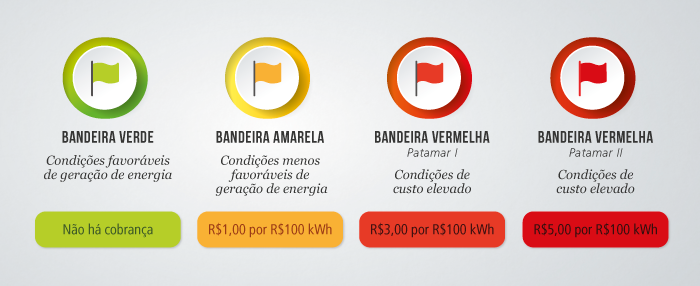 BANDEIRA VERDE
Condições favoráveis
de geração de energia
Não há cobrança
BANDEIRA AMARELA
Condições menos
favoráveis de
geração de energia
R$1,00 por R$100 kWh
BANDEIRA VERMELHA
Patamar I
Condições de
custo elevado
R$3,00 por R$100 kWh
BANDEIRA VERMELHA
Patamar II
Condições de
custo elevado
R$5,00 por R$100 kWh